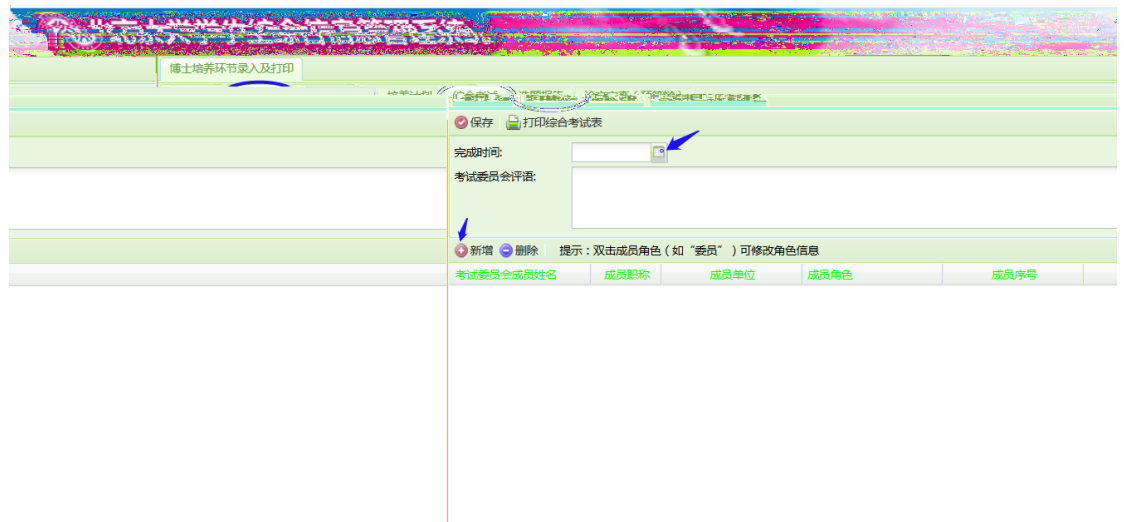 博士培养环节录入及打印
保存 打印综合考试表
完成时间:
考试委员会评语:
新增 删除 提示：双击成员角色（如“委员”）可修改角色信息
考试委员会成员姓名 成员职称 成员单位 成员角色 成员序号